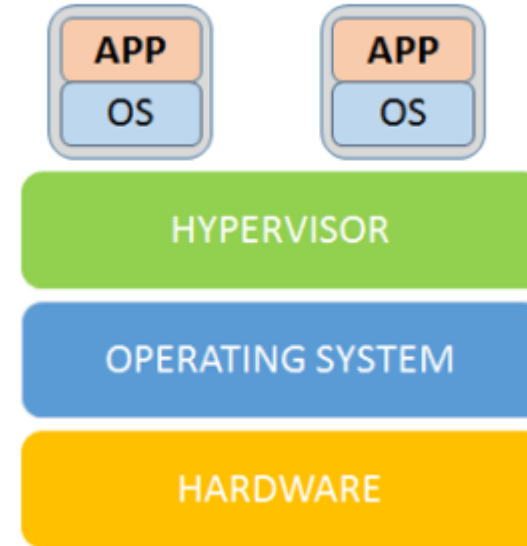 APP APP
OS OS
HYPERVISOR
OPERATING SYSTEM
HARDWARE